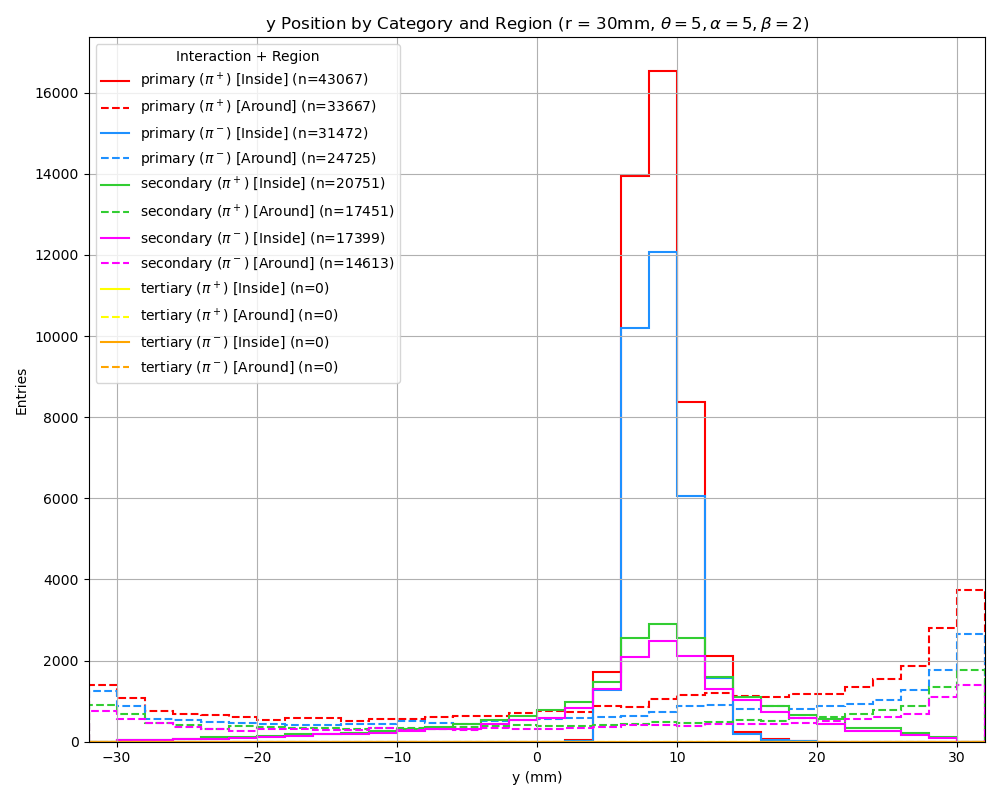 y Position by Category and Region (r = 30mm, θ = 5, α = 5, β = 2)
Interaction + Region
primary (π⁺) [Inside] (n=43067)
primary (π⁺) [Around] (n=33667)
primary (π⁻) [Inside] (n=31472)
primary (π⁻) [Around] (n=24725)
secondary (π⁺) [Inside] (n=20751)
secondary (π⁺) [Around] (n=17451)
secondary (π⁻) [Inside] (n=17399)
secondary (π⁻) [Around] (n=14613)
tertiary (π⁺) [Inside] (n=0)
tertiary (π⁺) [Around] (n=0)
tertiary (π⁻) [Inside] (n=0)
tertiary (π⁻) [Around] (n=0)
16000
14000
12000
10000
8000
6000
4000
2000
0
Entries
−30 −20 −10 0 10 20 30
y (mm)